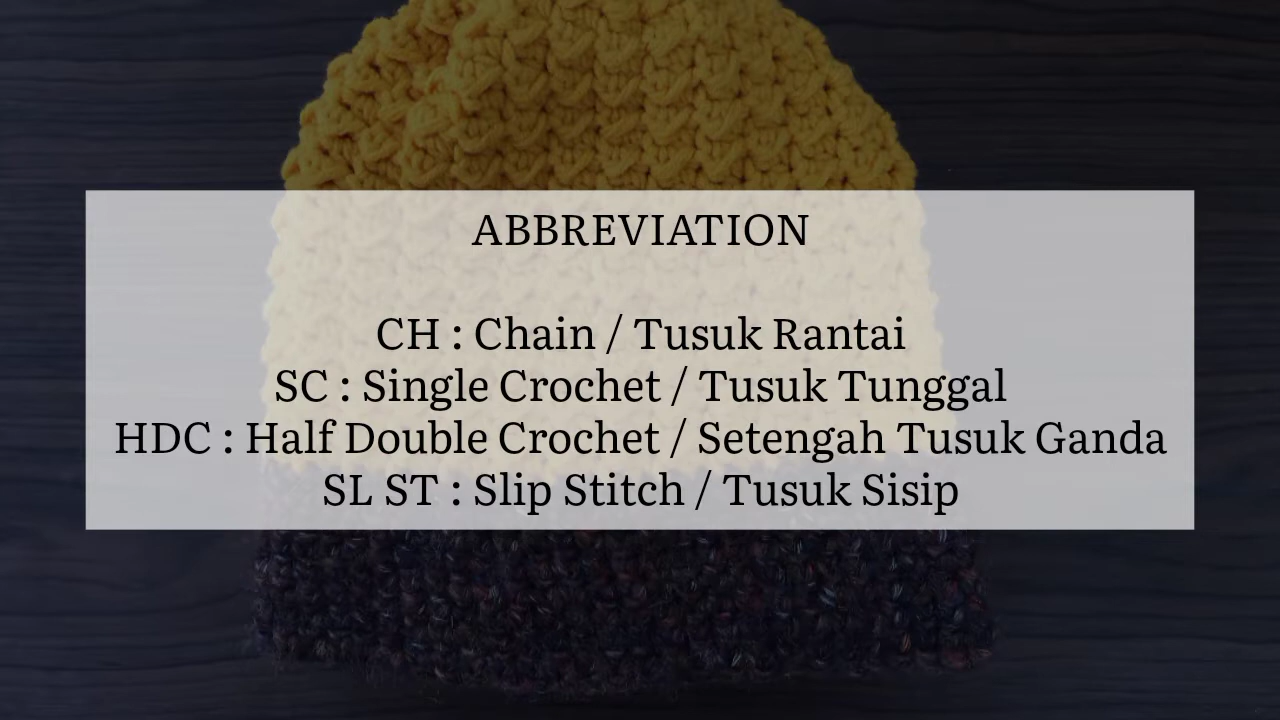 ABBREVIATION
CH : Chain / Tusuk Rantai
SC : Single Crochet / Tusuk Tunggal
HDC : Half Double Crochet / Setengah Tusuk Ganda
SL ST : Slip Stitch / Tusuk Sisip